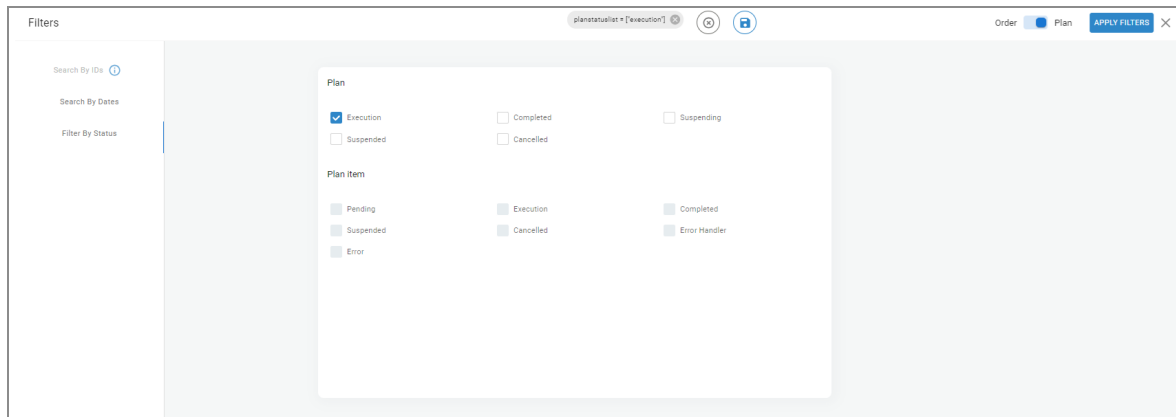 Filters
planstatuslist = ["execution"]
Order Plan APPLY FILTERS
Search By IDs
Search By Dates
Filter By Status
Plan
Execution Completed Suspending
Suspended Cancelled
Plan item
Pending Execution Completed
Suspended Cancelled Error Handler
Error